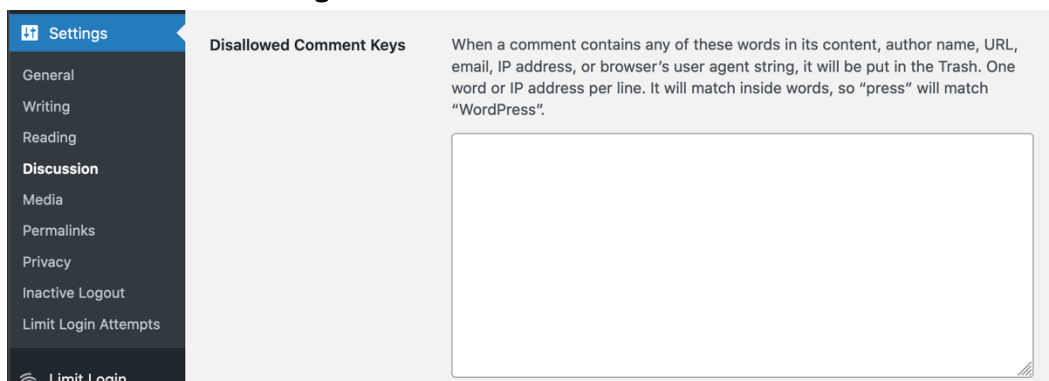 Settings
General
Writing
Reading
Discussion
Media
Permalinks
Privacy
Inactive Logout
Limit Login Attempts
Limit Login
Disallowed Comment Keys
When a comment contains any of these words in its content, author name, URL,
email, IP address, or browser’s user agent string, it will be put in the Trash. One
word or IP address per line. It will match inside words, so “press” will match
“WordPress”.